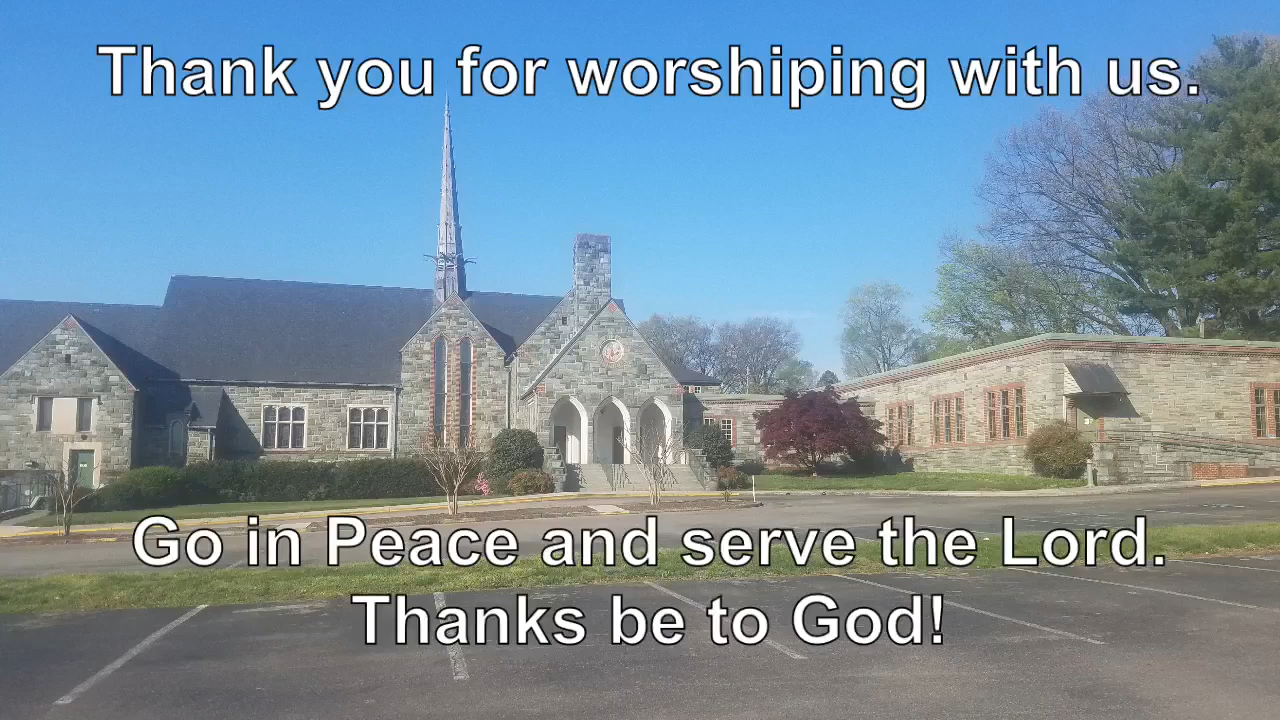 Thank you for worshiping with us.
Go in Peace and serve the Lord.
Thanks be to God!